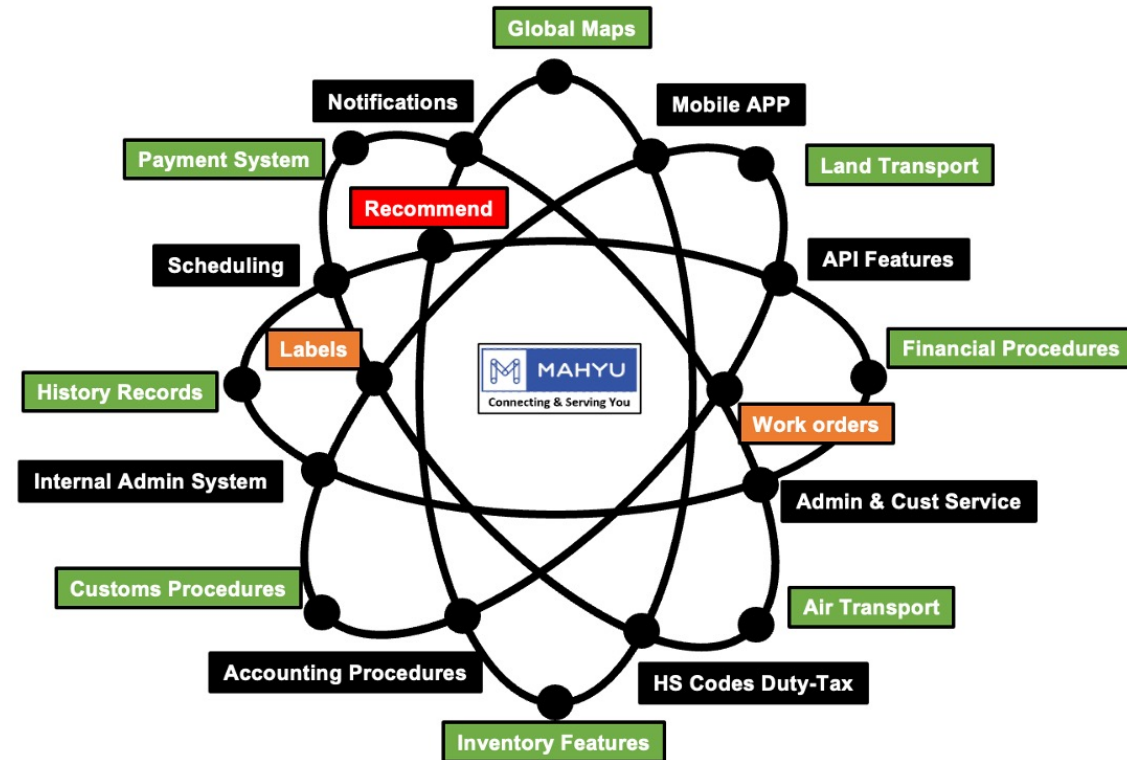 Global Maps
Notifications
Mobile APP
Payment System
Land Transport
Recommend
Scheduling
API Features
Labels
MAHYU
Connecting & Serving You
Financial Procedures
History Records
Work orders
Internal Admin System
Admin & Cust Service
Customs Procedures
Air Transport
Accounting Procedures
HS Codes Duty-Tax
Inventory Features